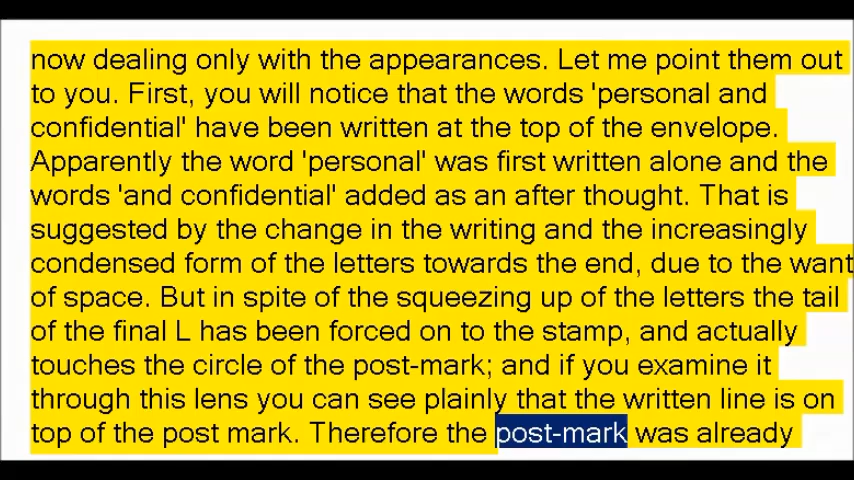 now dealing only with the appearances. Let me point them out
to you. First, you will notice that the words 'personal and
confidential' have been written at the top of the envelope.
Apparently the word 'personal' was first written alone and the
words 'and confidential' added as an after thought. That is
suggested by the change in the writing and the increasingly
condensed form of the letters towards the end, due to the want
of space. But in spite of the squeezing up of the letters the tail
of the final L has been forced on to the stamp, and actually
touches the circle of the post-mark; and if you examine it
through this lens you can see plainly that the written line is on
top of the post mark. Therefore the post-mark was already